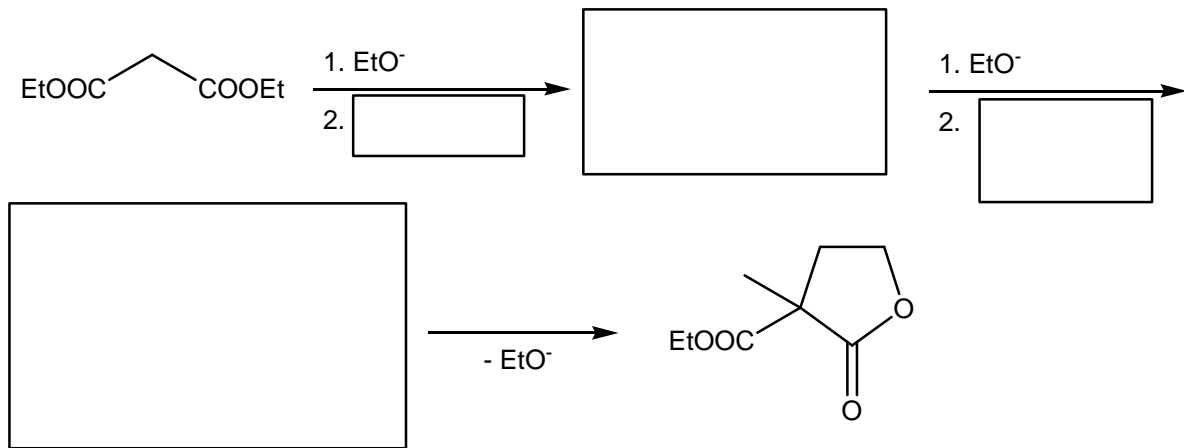 EtOOC COOEt
1. EtO-
2.
1. EtO-
2.
- EtO-
EtOOC
O
O